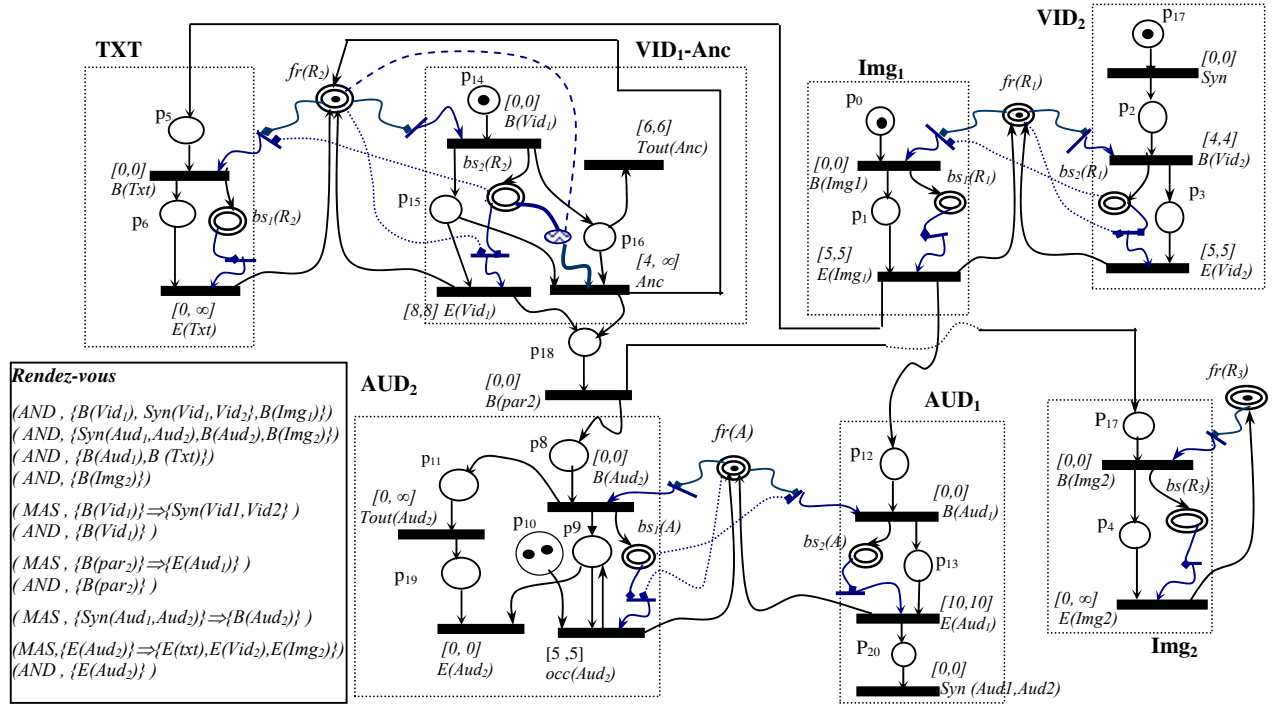 TXT
VID1-Anc
VID2
Img1
fr(R2)
p5
[0,0]
B(Txt)
p6
bs1(R2)
[0, ∞]
E(Txt)
p14
[0,0]
B(Vid1)
bs2(R2)
p15
[6,6]
Tout(Anc)
p16
[4, ∞]
Anc
[8,8] E(Vid1)
p0
[0,0]
B(Img1)
bs1(R1)
p1
[5,5]
E(Img1)
fr(R1)
p17
[0,0]
Syn
p2
[4,4]
B(Vid2)
bs2(R1)
p3
[5,5]
E(Vid2)
p18
[0,0]
B(par2)
Rendez-vous
(AND , {B(Vid1), Syn(Vid1,Vid2},B(Img1)})
( AND, {Syn(Aud1,Aud2),B(Aud2),B(Img2)})
( AND, {B(Aud1),B (Txt)})
( AND, {B(Img2)})
(MAS , {B(Vid1)}⇒{Syn(Vid1,Vid2} )
(AND , {B(Vid1)} )
(MAS , {B(par2)}⇒{E(Aud1)} )
(AND , {B(par2)} )
(MAS , {Syn(Aud1,Aud2)}⇒{B(Aud2)} )
(MAS,{E(Aud2)}⇒{E(txt),E(Vid2),E(Img2)})
(AND , {E(Aud2)} )
AUD2
p8
[0,0]
B(Aud2)
p11
[0, ∞]
Tout(Aud2)
p10
p9
bs1(A)
p19
[0, 0]
E(Aud2)
[5 ,5]
occ(Aud2)
fr(A)
AUD1
p12
[0,0]
B(Aud1)
bs2(A)
p13
[10,10]
E(Aud1)
P20
[0,0]
Syn (Aud1,Aud2)
fr(R3)
P17
[0,0]
B(Img2)
bs(R3)
p4
[0, ∞]
E(Img2)
Img2